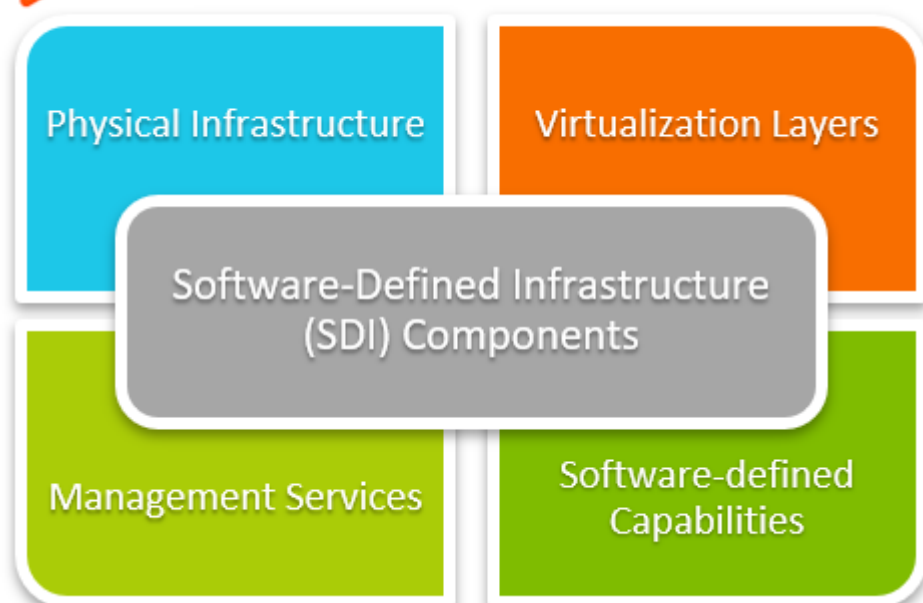 Physical Infrastructure
Virtualization Layers
Software-Defined Infrastructure
(SDI) Components
Management Services
Software-defined
Capabilities